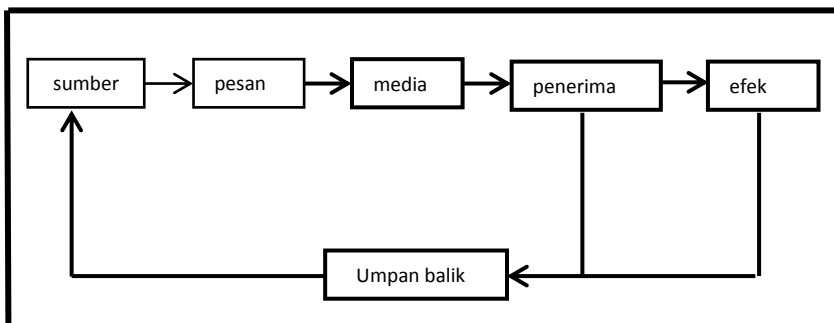 sumber
pesan
media
penerima
efek
Umpan balik